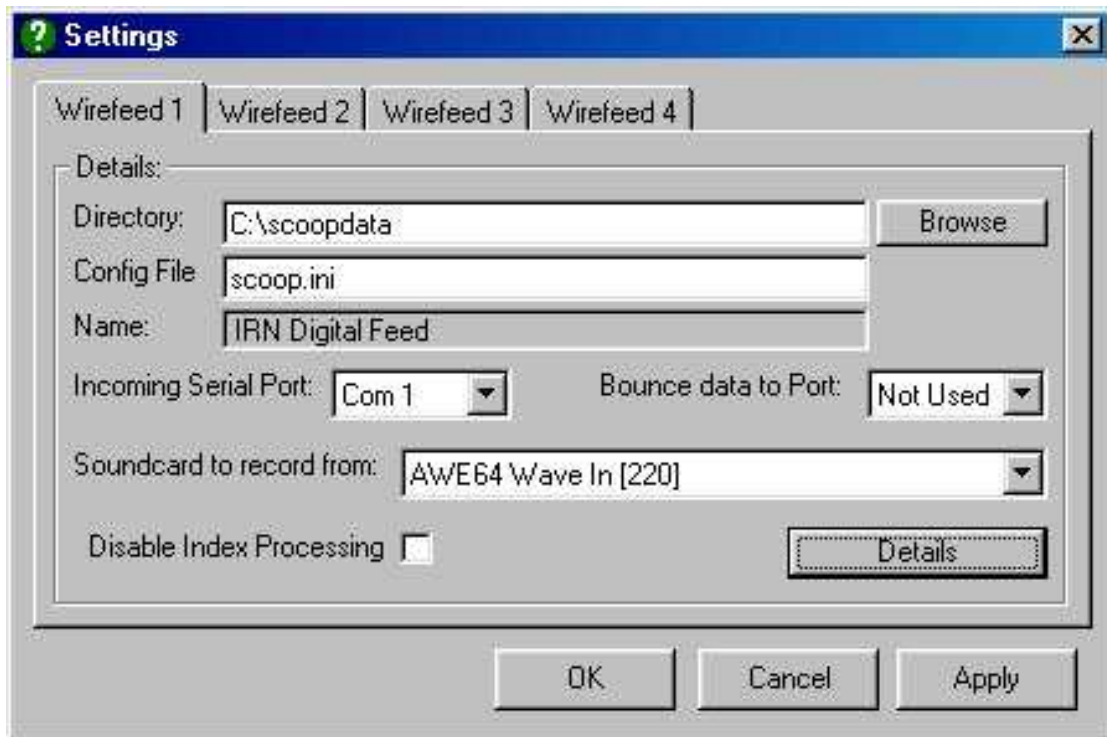 Settings
Wirefeed 1 Wirefeed 2 Wirefeed 3 Wirefeed 4
Details:
Directory: C:\scoopdata Browse
Config File scoop.ini
Name: IRN Digital Feed
Incoming Serial Port: Com 1 Bounce data to Port: Not Used
Soundcard to record from: AWE64 Wave In [220]
Disable Index Processing Details
OK Cancel Apply